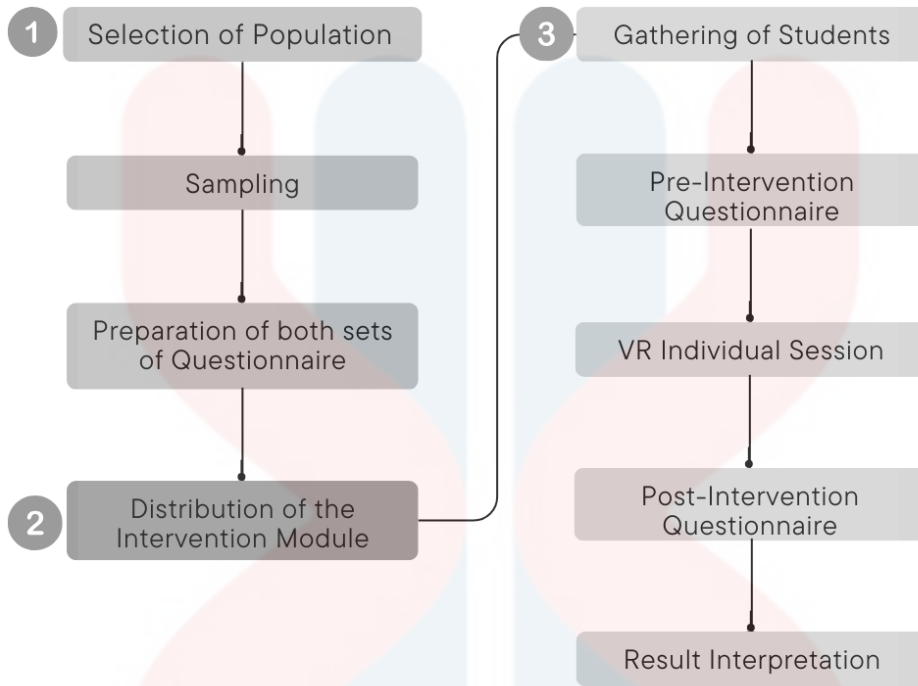 1
Selection of Population
Sampling
Preparation of both sets
of Questionnaire
2
Distribution of the
Intervention Module
3
Gathering of Students
Pre-Intervention
Questionnaire
VR Individual Session
Post-Intervention
Questionnaire
Result Interpretation